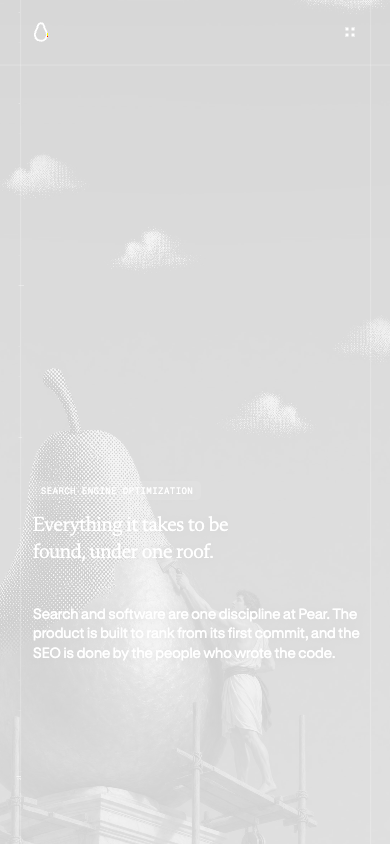 SEARCH ENGINE OPTIMIZATION
Everything it takes to be
found, under one roof.
Search and software are one discipline at Pear. The
product is built to rank from its first commit, and the
SEO is done by the people who wrote the code.